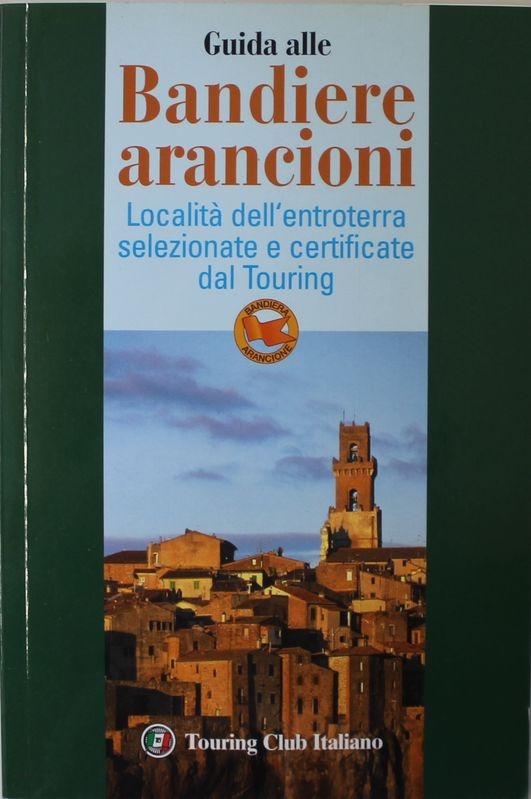 Guida alle
Bandiere
arancioni
Località dell'entroterra
selezionate e certificate
dal Touring
BANDIERA
ARANCIONE
Touring Club Italiano